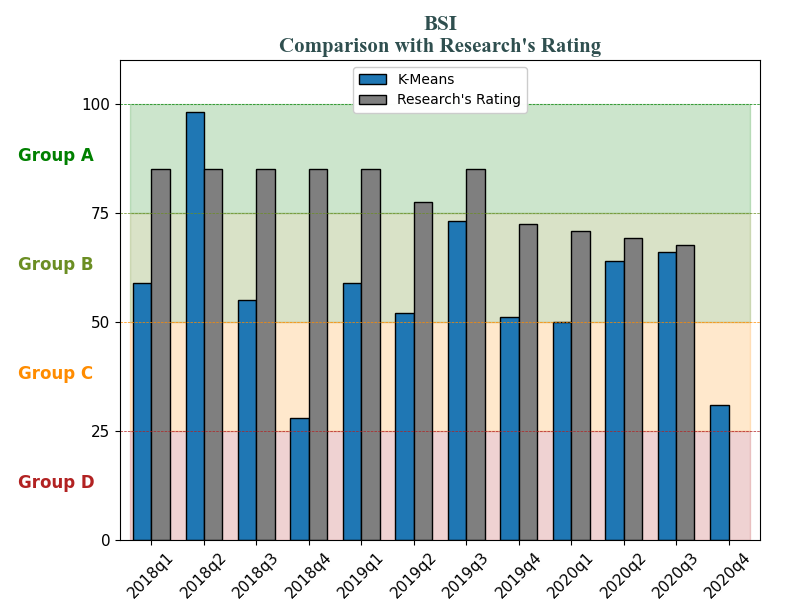 BSI
Comparison with Research's Rating
K-Means
Research's Rating
100
Group A
75
Group B
50
Group C
25
Group D
0
2018q1
2018q2
2018q3
2018q4
2019q1
2019q2
2019q3
2019q4
2020q1
2020q2
2020q3
2020q4